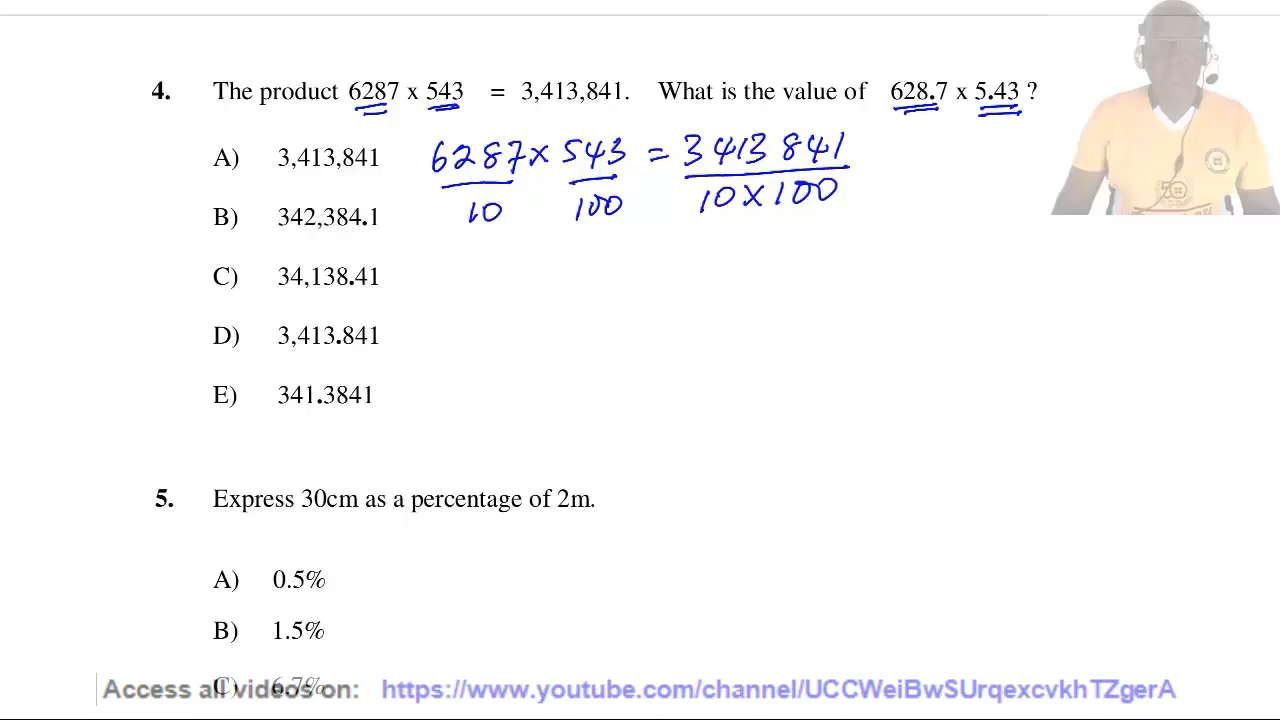 4. The product 6287 x 543 = 3,413,841. What is the value of 628.7 x 5.43 ?
A) 3,413,841
6287 x 543 = 3413841
10 100 10 x 100
B) 342,384.1
C) 34,138.41
D) 3,413.841
E) 341.3841
5. Express 30cm as a percentage of 2m.
A) 0.5%
B) 1.5%
C) 6.7%
Access all videos on: https://www.youtube.com/channel/UCCWeiBwSUrqexcvkhTZgerA